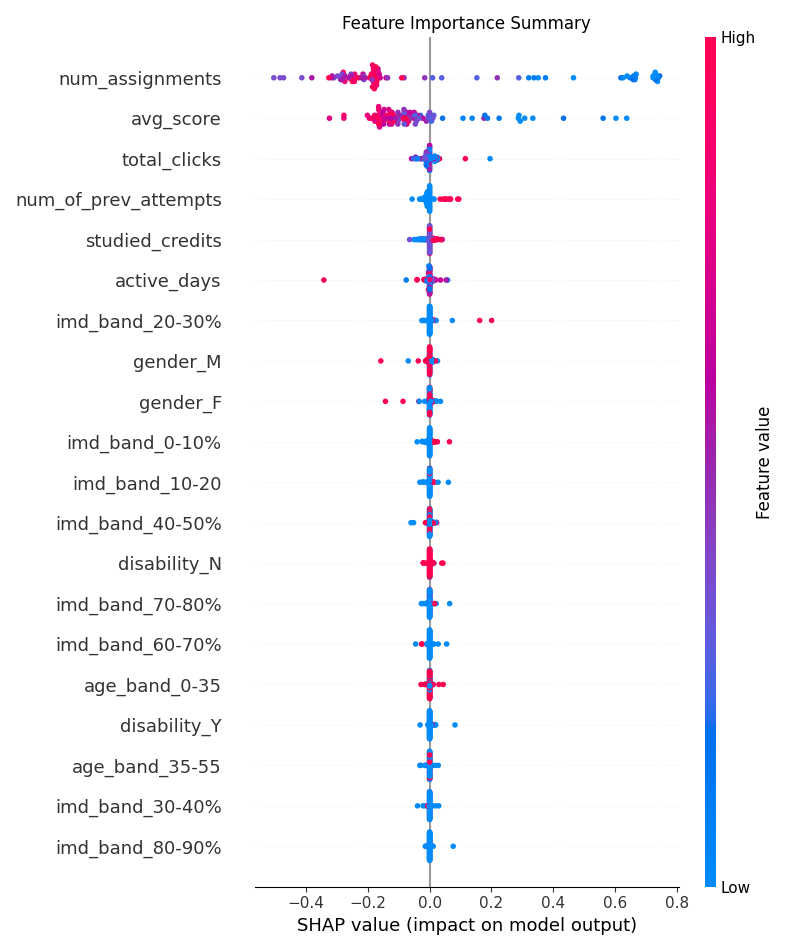 Feature Importance Summary
High
num_assignments
avg_score
total_clicks
num_of_prev_attempts
studied_credits
active_days
imd_band_20-30%
gender_M
gender_F
imd_band_0-10%
imd_band_10-20
imd_band_40-50%
disability_N
imd_band_70-80%
imd_band_60-70%
age_band_0-35
disability_Y
age_band_35-55
imd_band_30-40%
imd_band_80-90%
Feature value
Low
−0.4 −0.2 0.0 0.2 0.4 0.6 0.8
SHAP value (impact on model output)